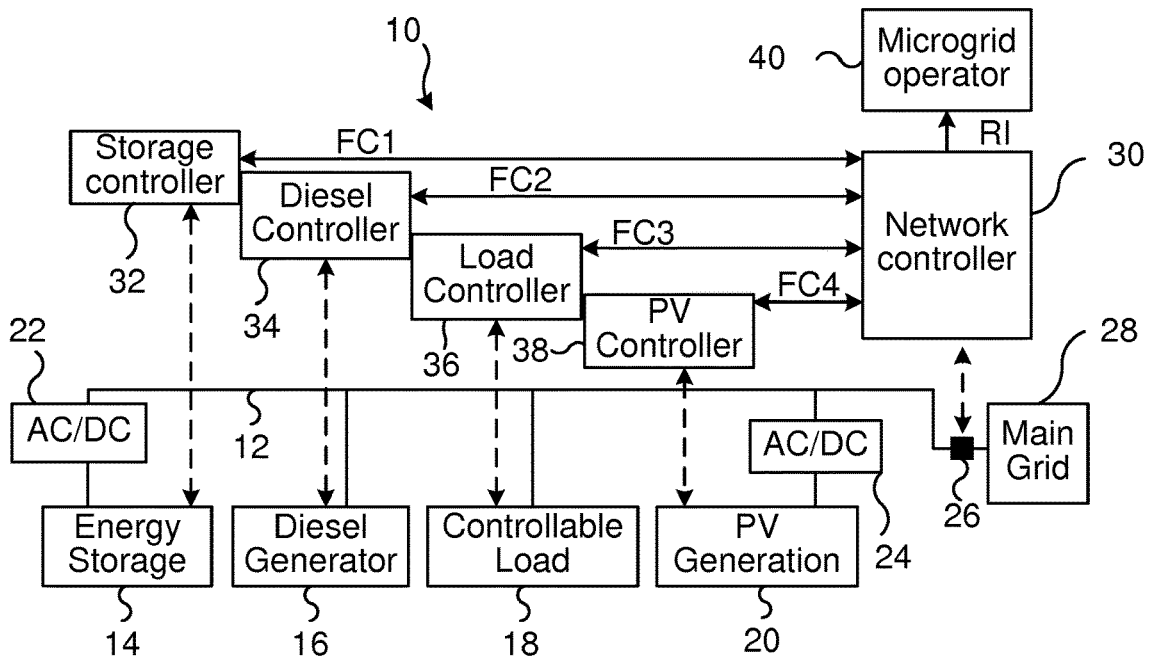 10
40
Microgrid
operator
RI
30
Storage
controller
FC1
Diesel
Controller
FC2
Network
controller
FC3
Load
Controller
FC4
PV
Controller
32
34
36
38
22
28
AC/DC
12
AC/DC
Main
Grid
26
24
Energy
Storage
Diesel
Generator
Controllable
Load
PV
Generation
14
16
18
20